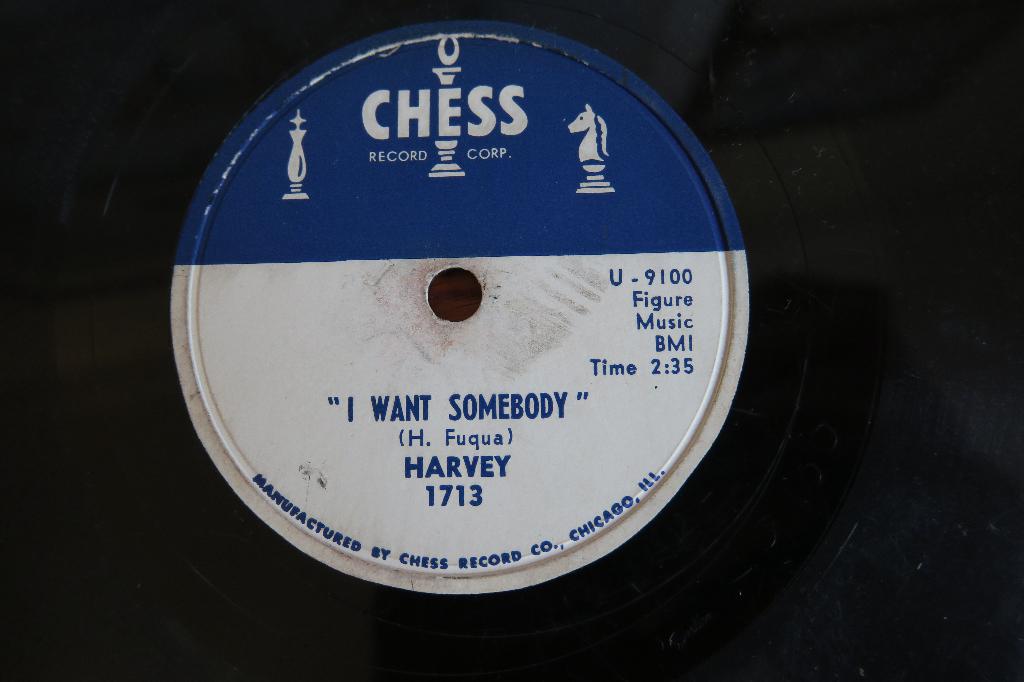 CHESS
RECORD CORP.
U - 9100
Figure
Music
BMI
Time 2:35
" I WANT SOMEBODY "
(H. Fuqua)
HARVEY
1713
MANUFACTURED BY CHESS RECORD CO., CHICAGO, ILL.